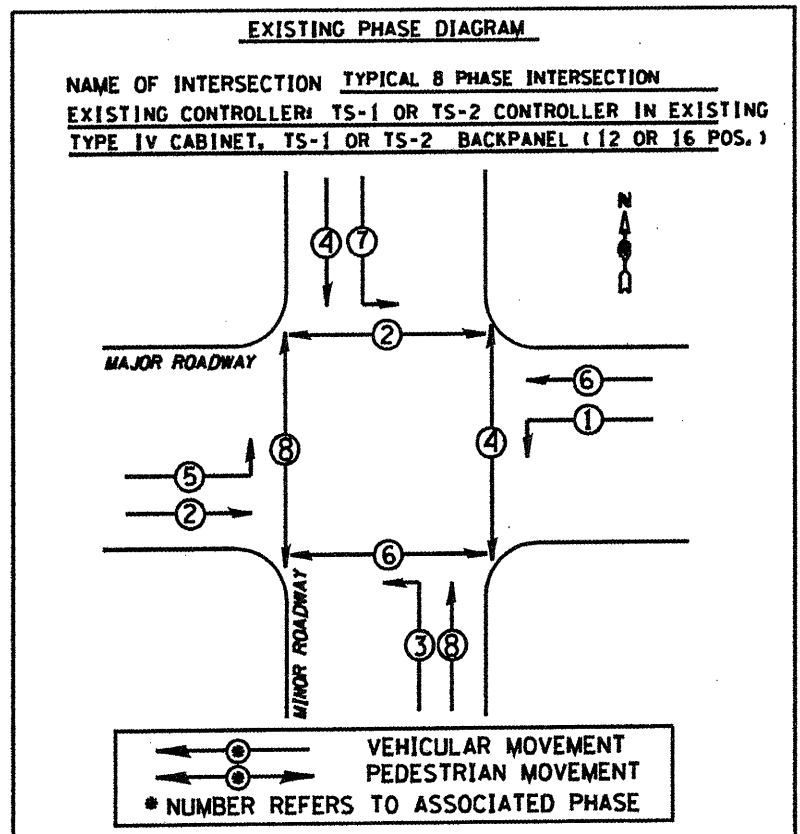 EXISTING PHASE DIAGRAM
NAME OF INTERSECTION TYPICAL 8 PHASE INTERSECTION
EXISTING CONTROLLER: TS-1 OR TS-2 CONTROLLER IN EXISTING
TYPE IV CABINET, TS-1 OR TS-2 BACKPANEL (12 OR 16 POS.)
N
4 7
2
MAJOR ROADWAY
6
1
8
4
5
2
6
MINOR ROADWAY
3 8
* VEHICULAR MOVEMENT
* PEDESTRIAN MOVEMENT
* NUMBER REFERS TO ASSOCIATED PHASE